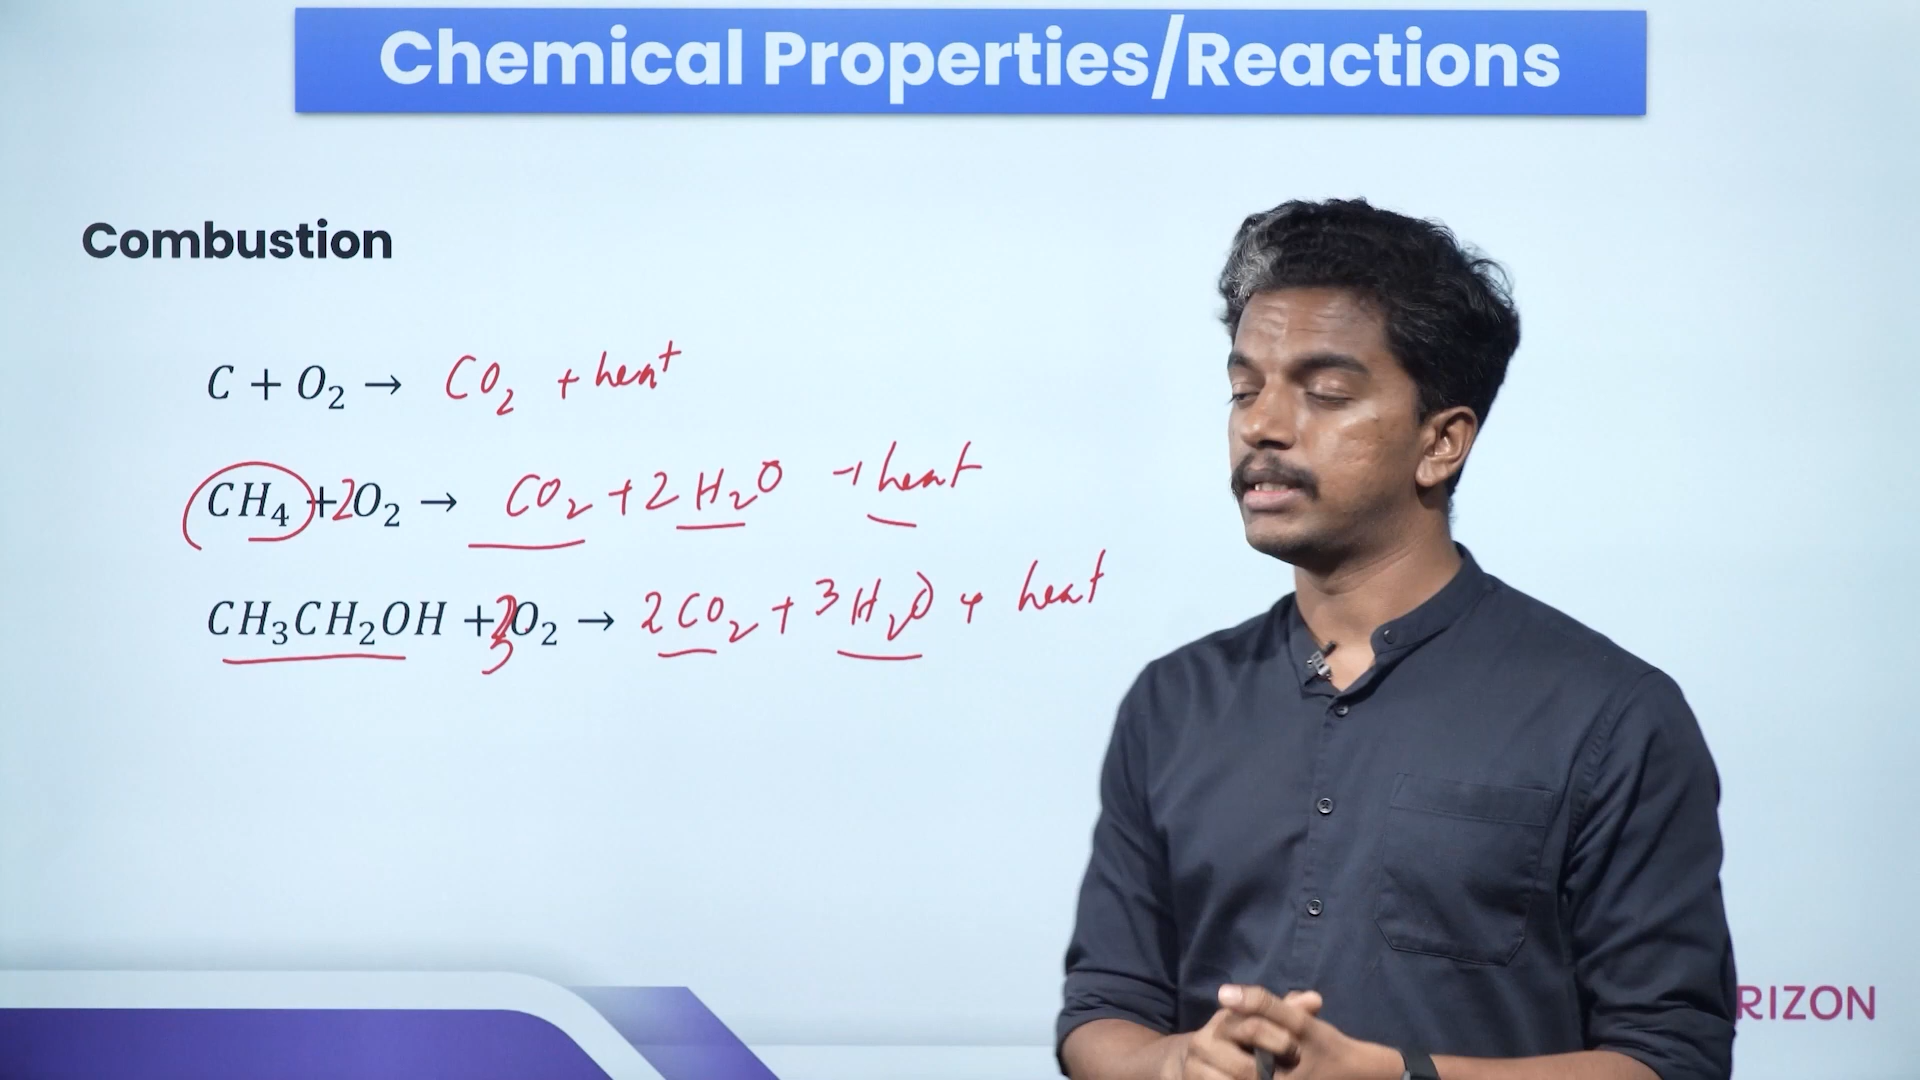 Chemical Properties/Reactions
Combustion
C + O₂ → CO₂ + heat
CH₄ + 2O₂ → CO₂ + 2H₂O + heat
CH₃CH₂OH + 3O₂ → 2CO₂ + 3H₂O + heat
RIZON